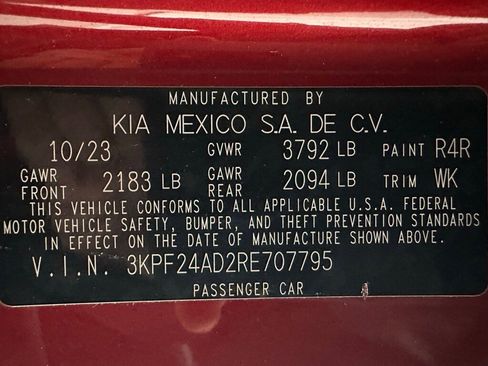 MANUFACTURED BY
KIA MEXICO S.A. DE C.V.
10/23 GVWR 3792 LB PAINT R4R
GAWR FRONT 2183 LB GAWR REAR 2094 LB TRIM WK
THIS VEHICLE CONFORMS TO ALL APPLICABLE U.S.A. FEDERAL
MOTOR VEHICLE SAFETY, BUMPER, AND THEFT PREVENTION STANDARDS
IN EFFECT ON THE DATE OF MANUFACTURE SHOWN ABOVE.
V.I.N. 3KPF24AD2RE707795
PASSENGER CAR